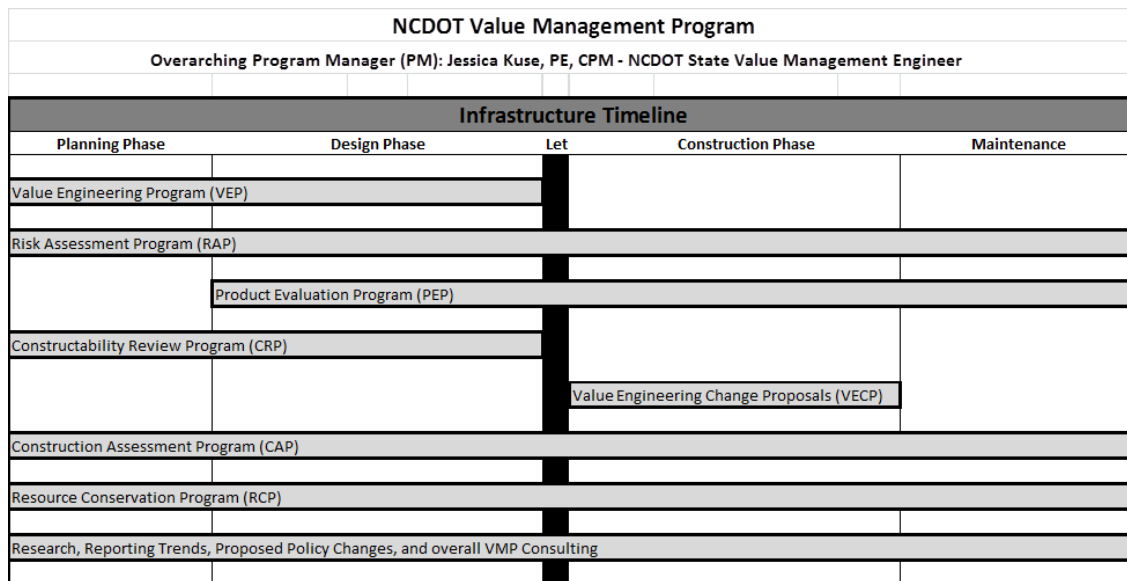 NCDOT Value Management Program
Overarching Program Manager (PM): Jessica Kuse, PE, CPM - NCDOT State Value Management Engineer
Infrastructure Timeline
Planning Phase Design Phase Let Construction Phase Maintenance
Value Engineering Program (VEP)
Risk Assessment Program (RAP)
Product Evaluation Program (PEP)
Constructability Review Program (CRP)
Value Engineering Change Proposals (VECP)
Construction Assessment Program (CAP)
Resource Conservation Program (RCP)
Research, Reporting Trends, Proposed Policy Changes, and overall VMP Consulting